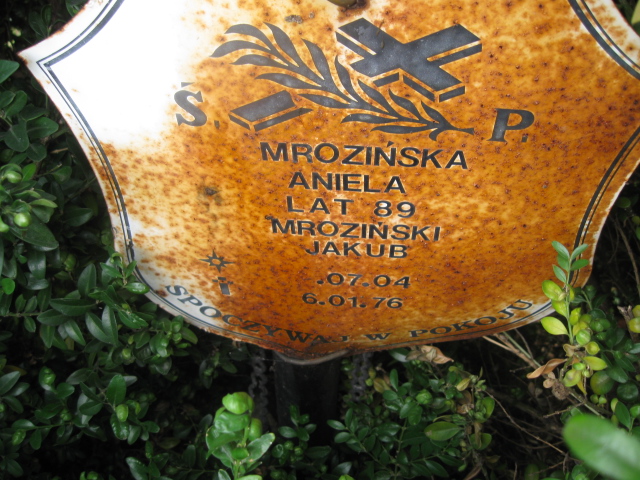 Ś. P.
MROZIŃSKA
ANIELA
LAT 89
MROZIŃSKI
JAKUB
.07.04
6.01.76
SPOCZYWAJ W POKOJU